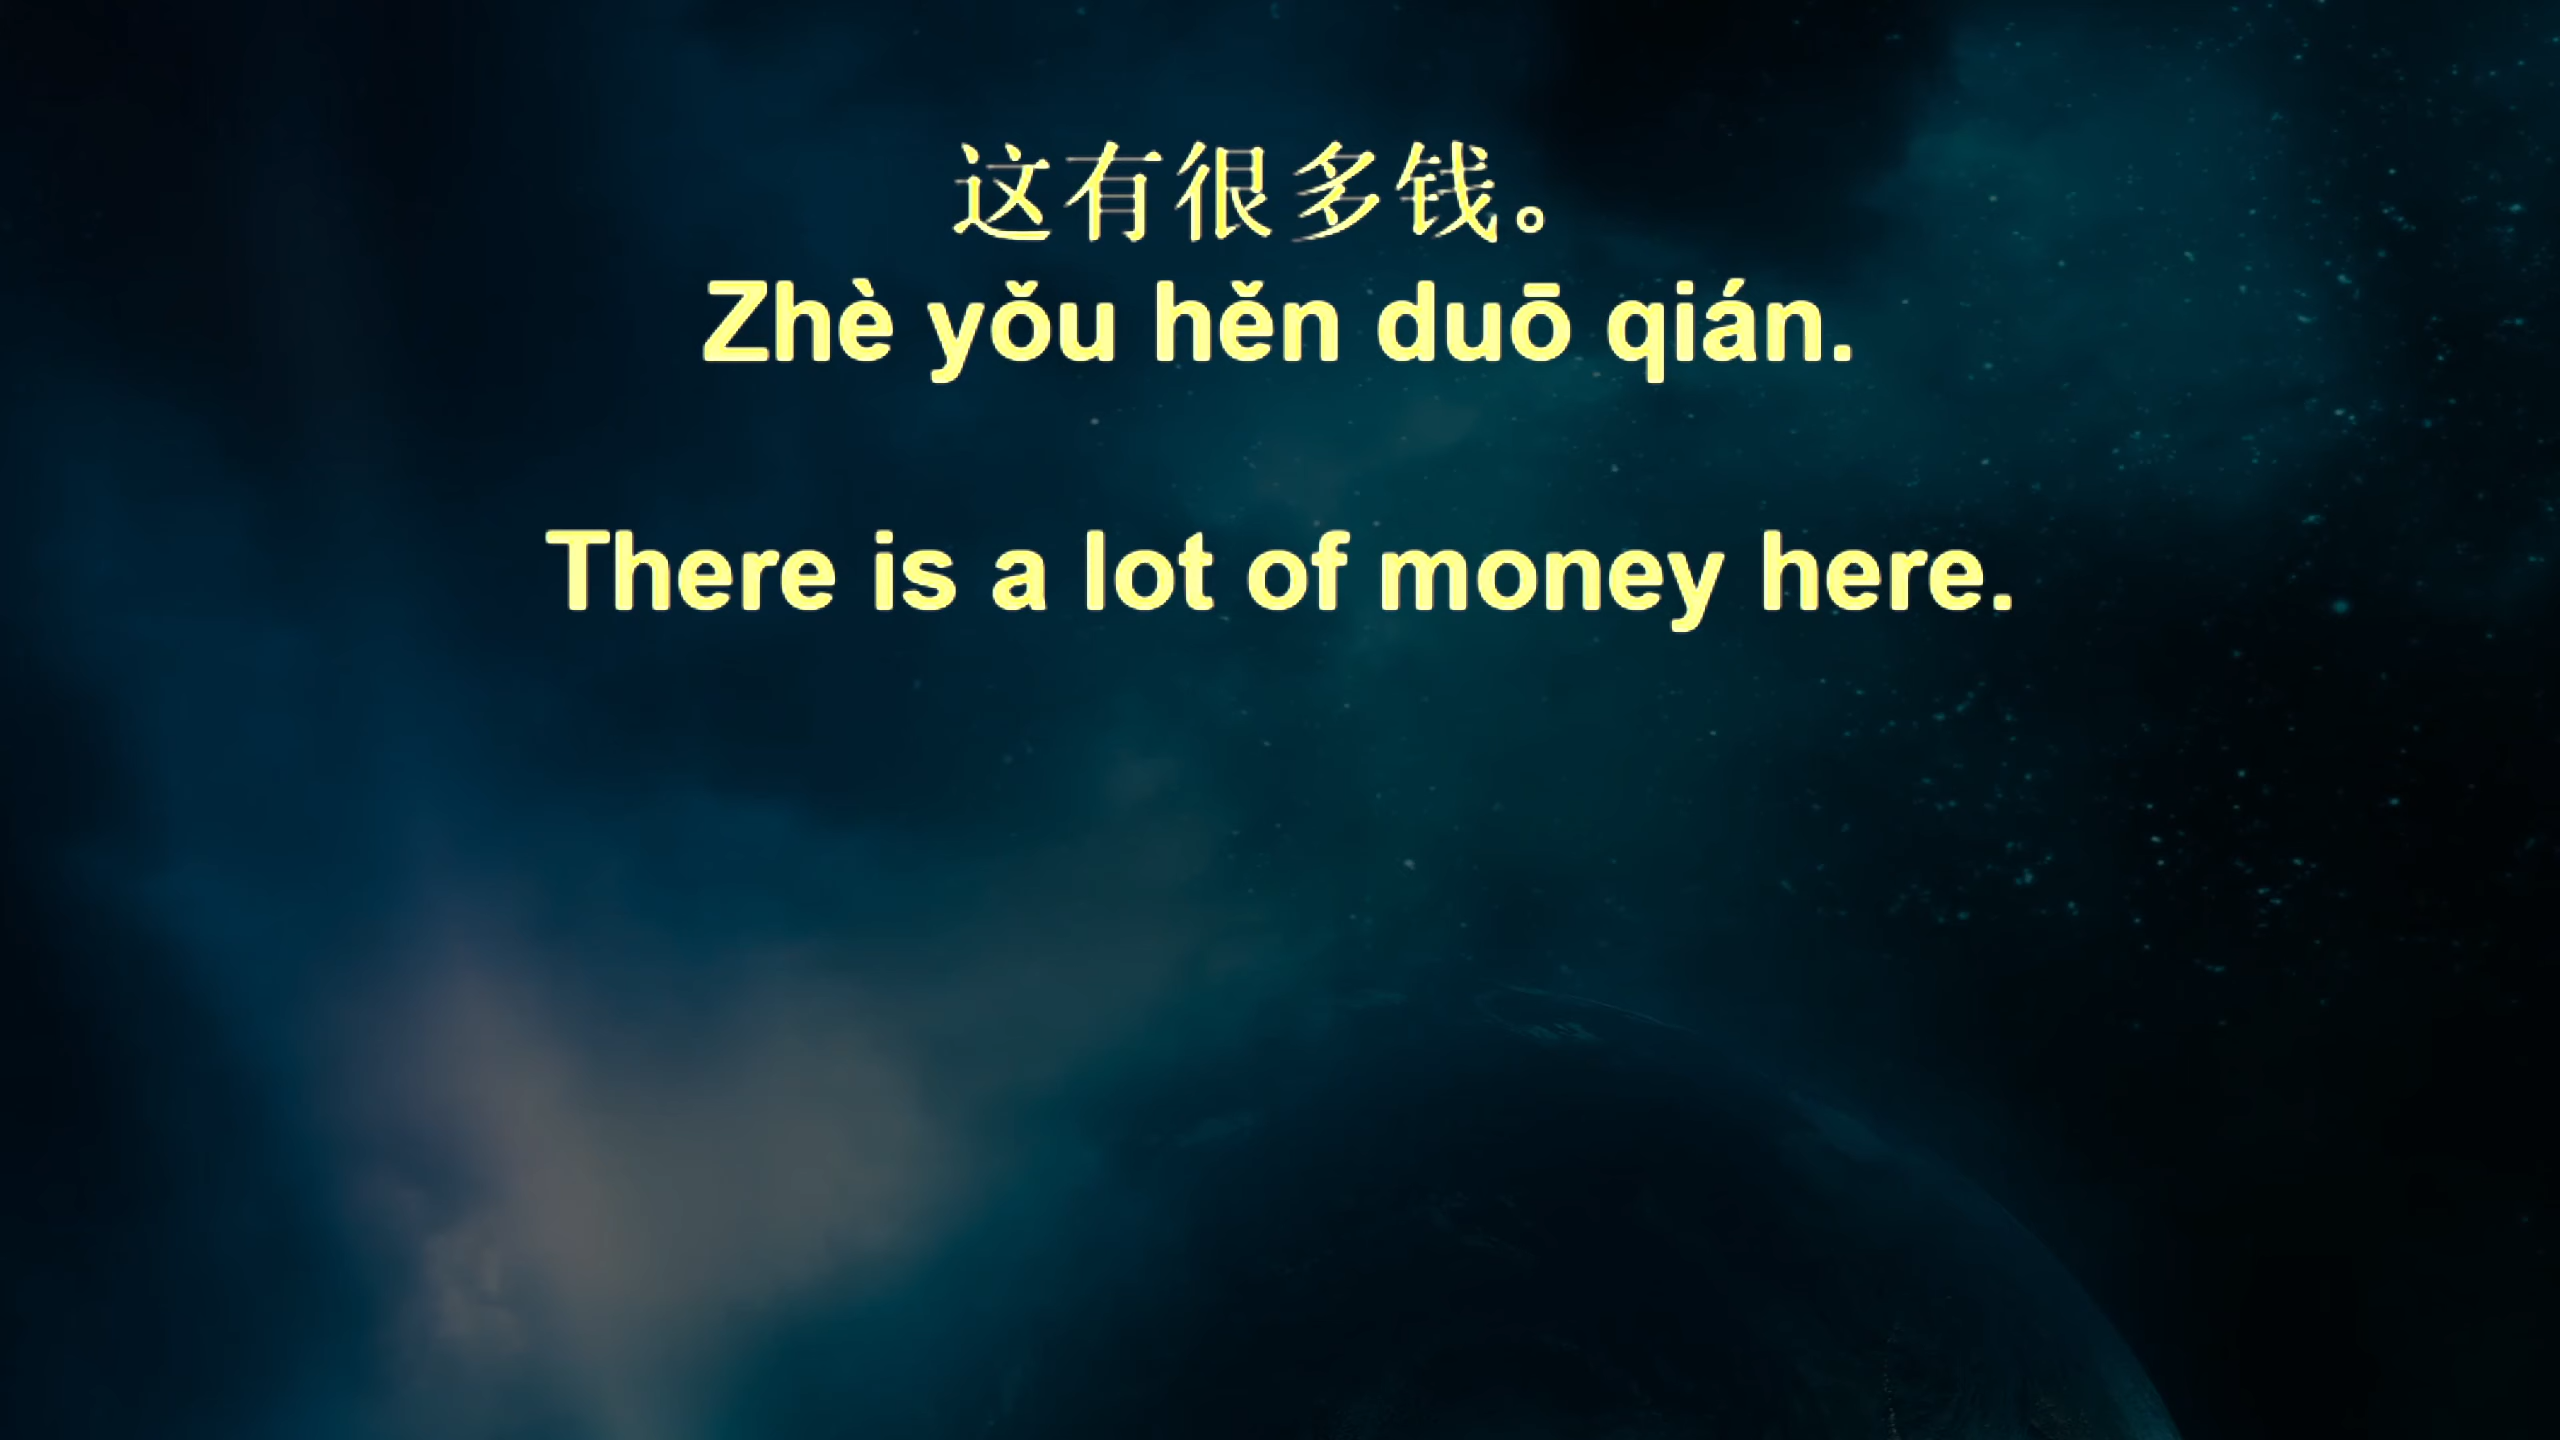 这有很多钱。
Zhè yǒu hěn duō qián.
There is a lot of money here.